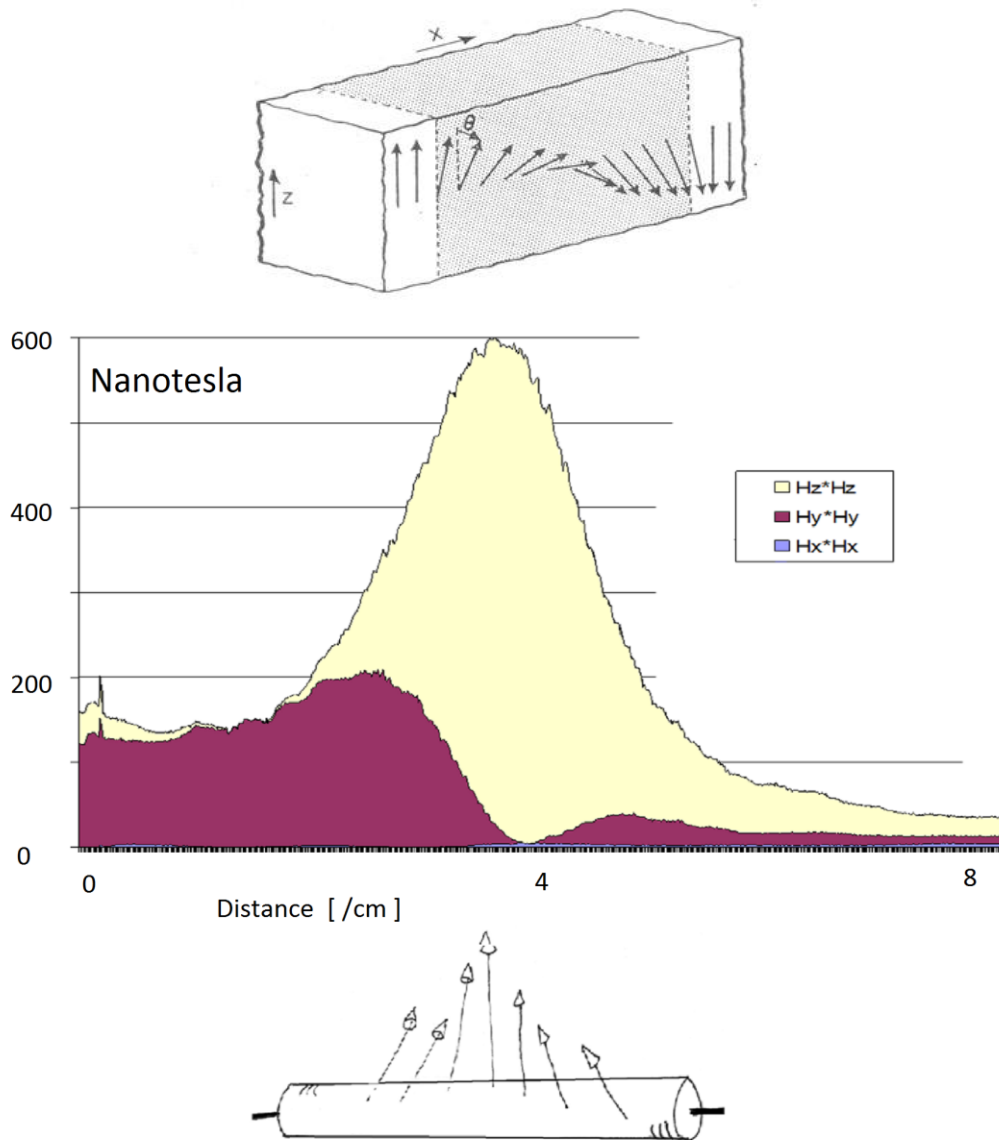 X
θ
Z
600
Nanotesla
400
200
0
Hz*Hz
Hy*Hy
Hx*Hx
0
4
8
Distance [ /cm ]